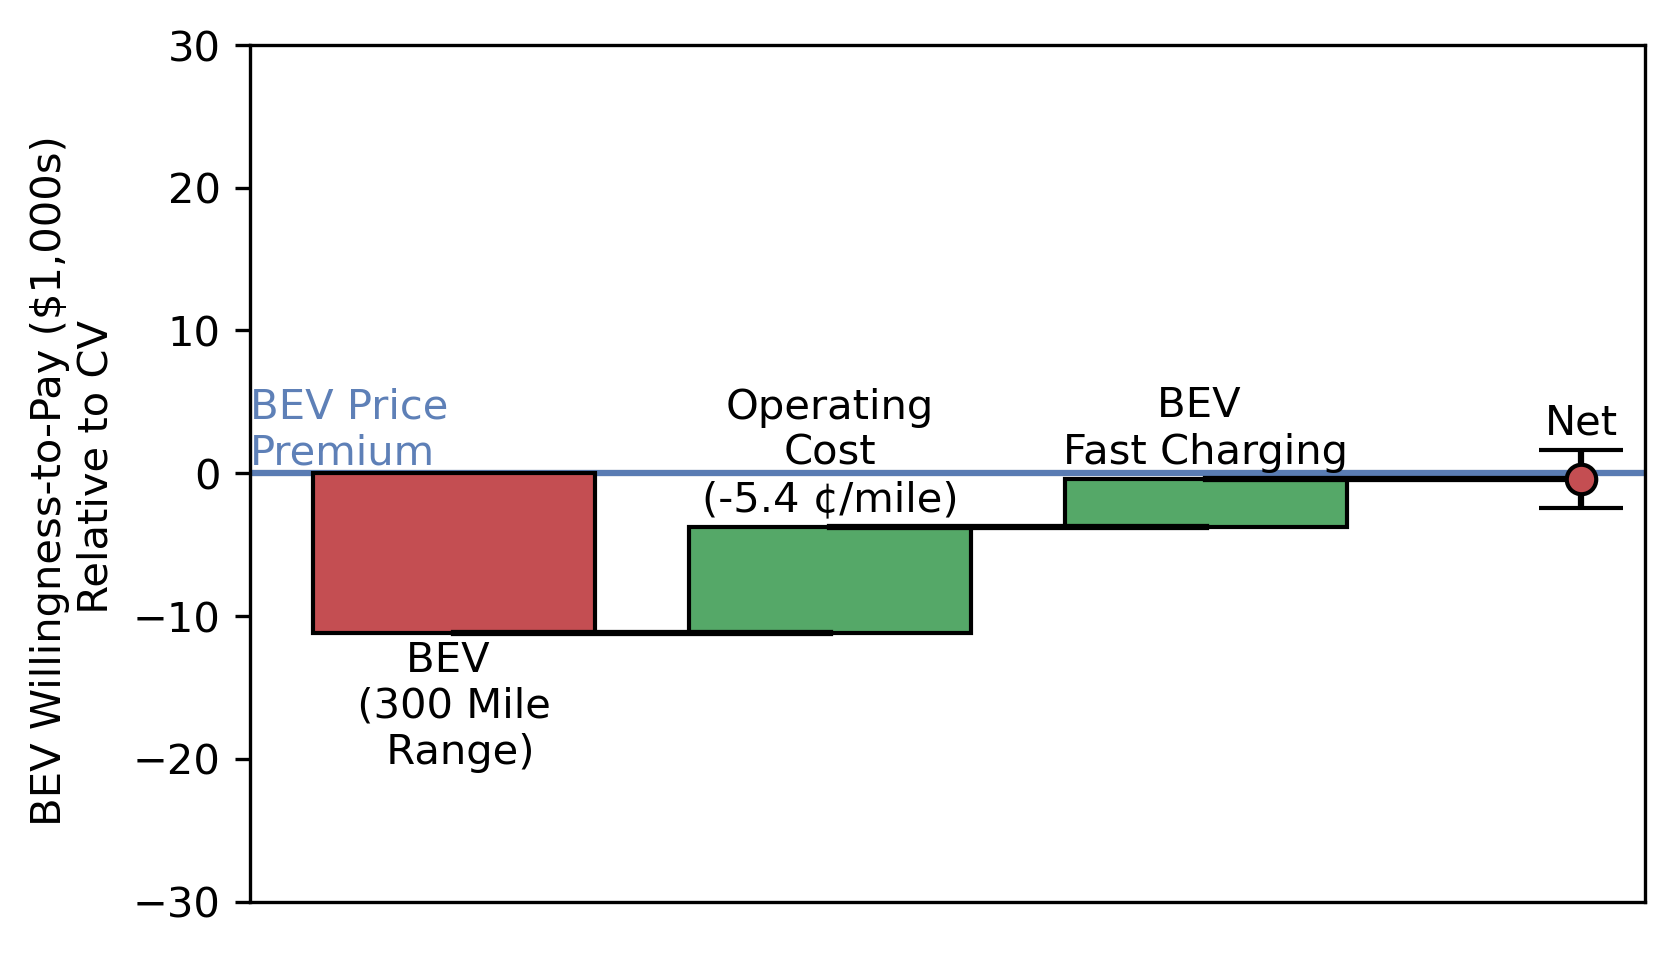 BEV Willingness-to-Pay ($1,000s)
Relative to CV
30
20
10
0
−10
−20
−30
BEV Price
Premium
BEV
(300 Mile
Range)
Operating
Cost
(-5.4 ¢/mile)
BEV
Fast Charging
Net